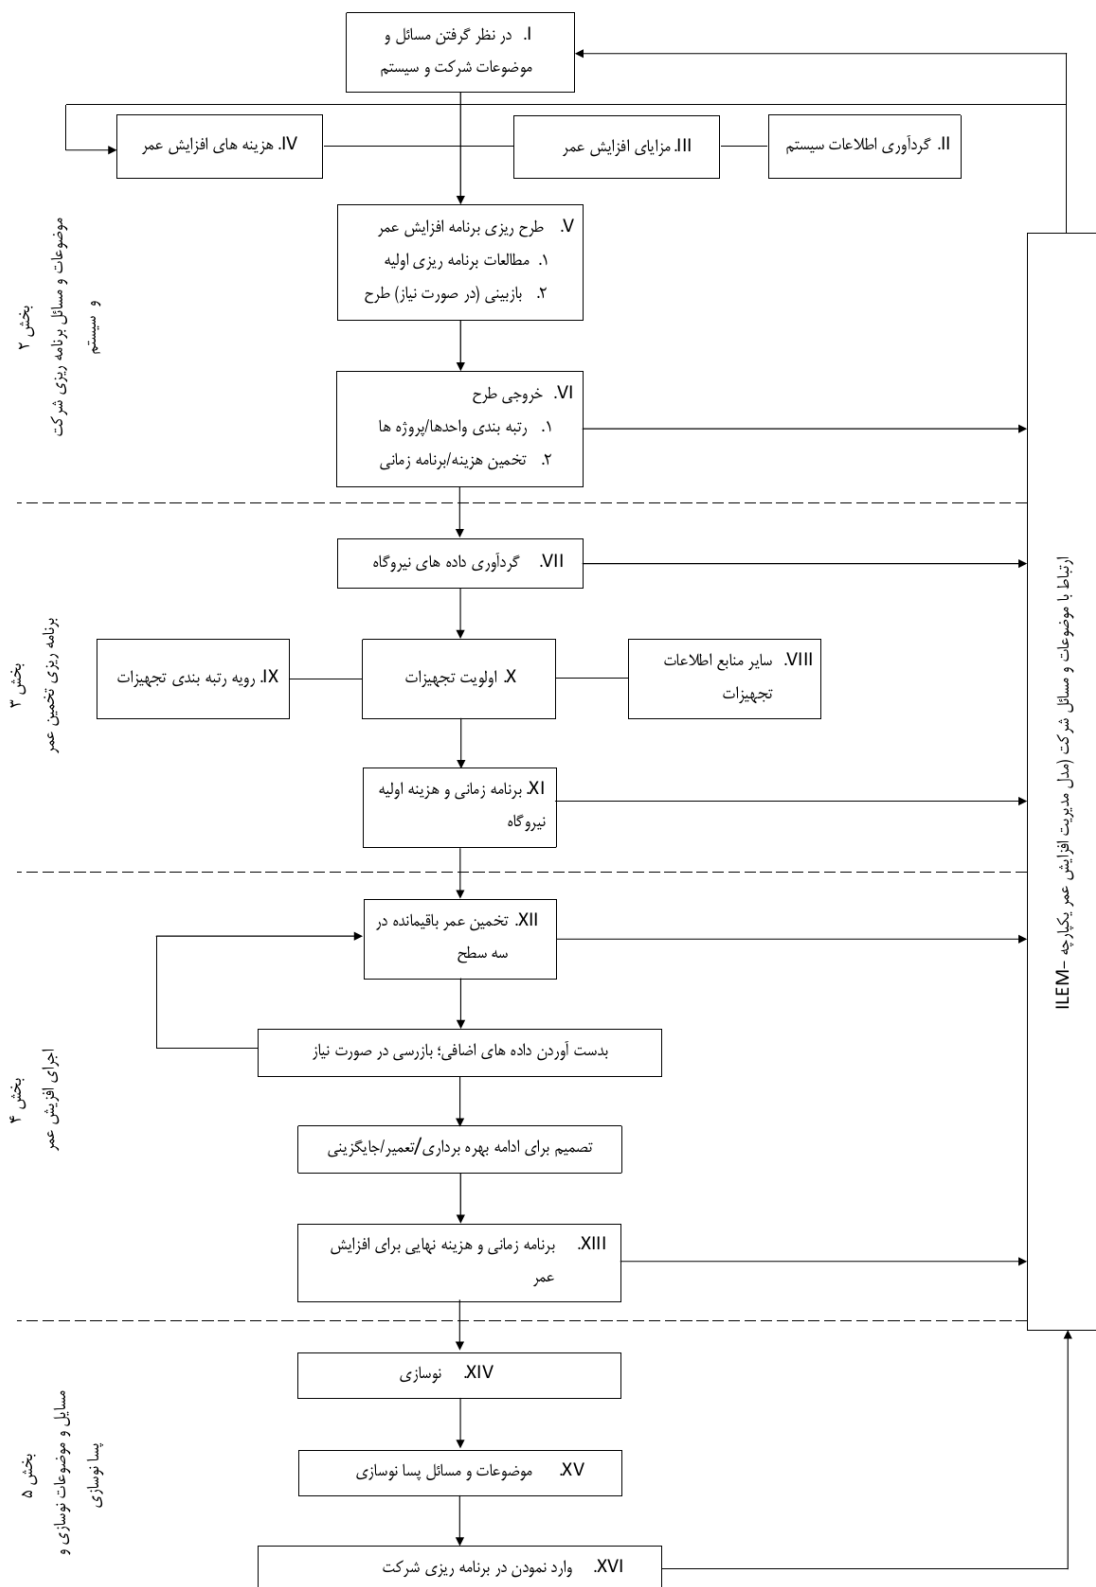 I. در نظر گرفتن مسائل و
موضوعات شرکت و سیستم
II. گردآوری اطلاعات سیستم
III. مزایای افزایش عمر
IV. هزینه های افزایش عمر
V. طرح ریزی برنامه افزایش عمر
۱. مطالعات برنامه ریزی اولیه
۲. بازبینی (در صورت نیاز) طرح
VI. خروجی طرح
۱. رتبه بندی واحدها/پروژه ها
۲. تخمین هزینه/برنامه زمانی
بخش ۲
موضوعات و مسائل برنامه ریزی شرکت
و سیستم
VII. گردآوری داده های نیروگاه
VIII. سایر منابع اطلاعات
تجهیزات
X. اولویت تجهیزات
IX. رویه رتبه بندی تجهیزات
XI. برنامه زمانی و هزینه اولیه
نیروگاه
بخش ۳
برنامه ریزی تخمین عمر
XII. تخمین عمر باقیمانده در
سه سطح
بدست آوردن داده های اضافی؛ بازرسی در صورت نیاز
تصمیم برای ادامه بهره برداری/تعمیر/جایگزینی
XIII. برنامه زمانی و هزینه نهایی برای افزایش
عمر
بخش ۴
اجرای افزیش عمر
XIV. نوسازی
XV. موضوعات و مسائل پسا نوسازی
XVI. وارد نمودن در برنامه ریزی شرکت
بخش ۵
مسایل و موضوعات نوسازی و
پسا نوسازی
ارتباط با موضوعات و مسائل شرکت (مدل مدیریت افزایش عمر یکپارچه -ILEM